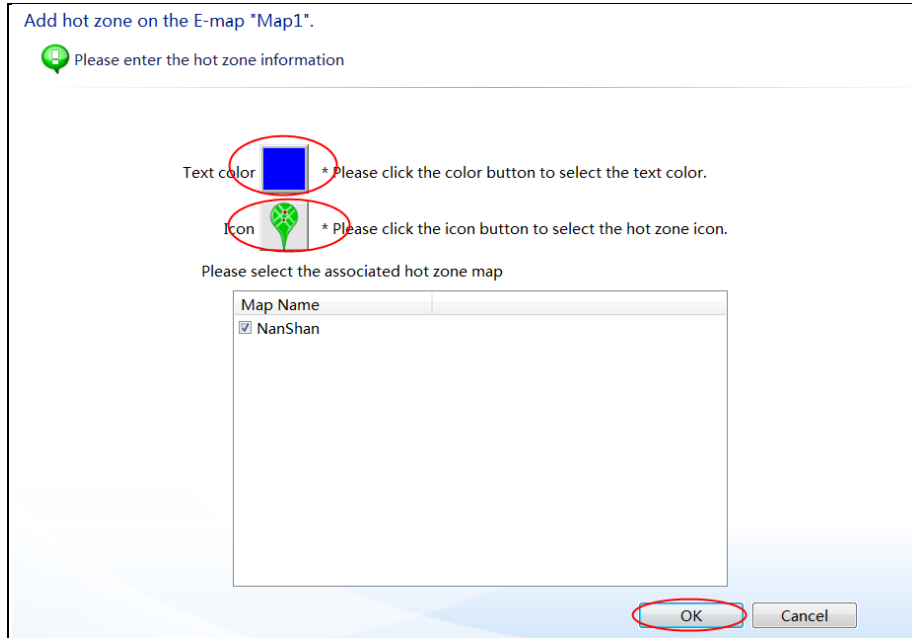 Add hot zone on the E-map "Map1".
Please enter the hot zone information
Text color * Please click the color button to select the text color.
Icon * Please click the icon button to select the hot zone icon.
Please select the associated hot zone map
Map Name
NanShan
OK Cancel